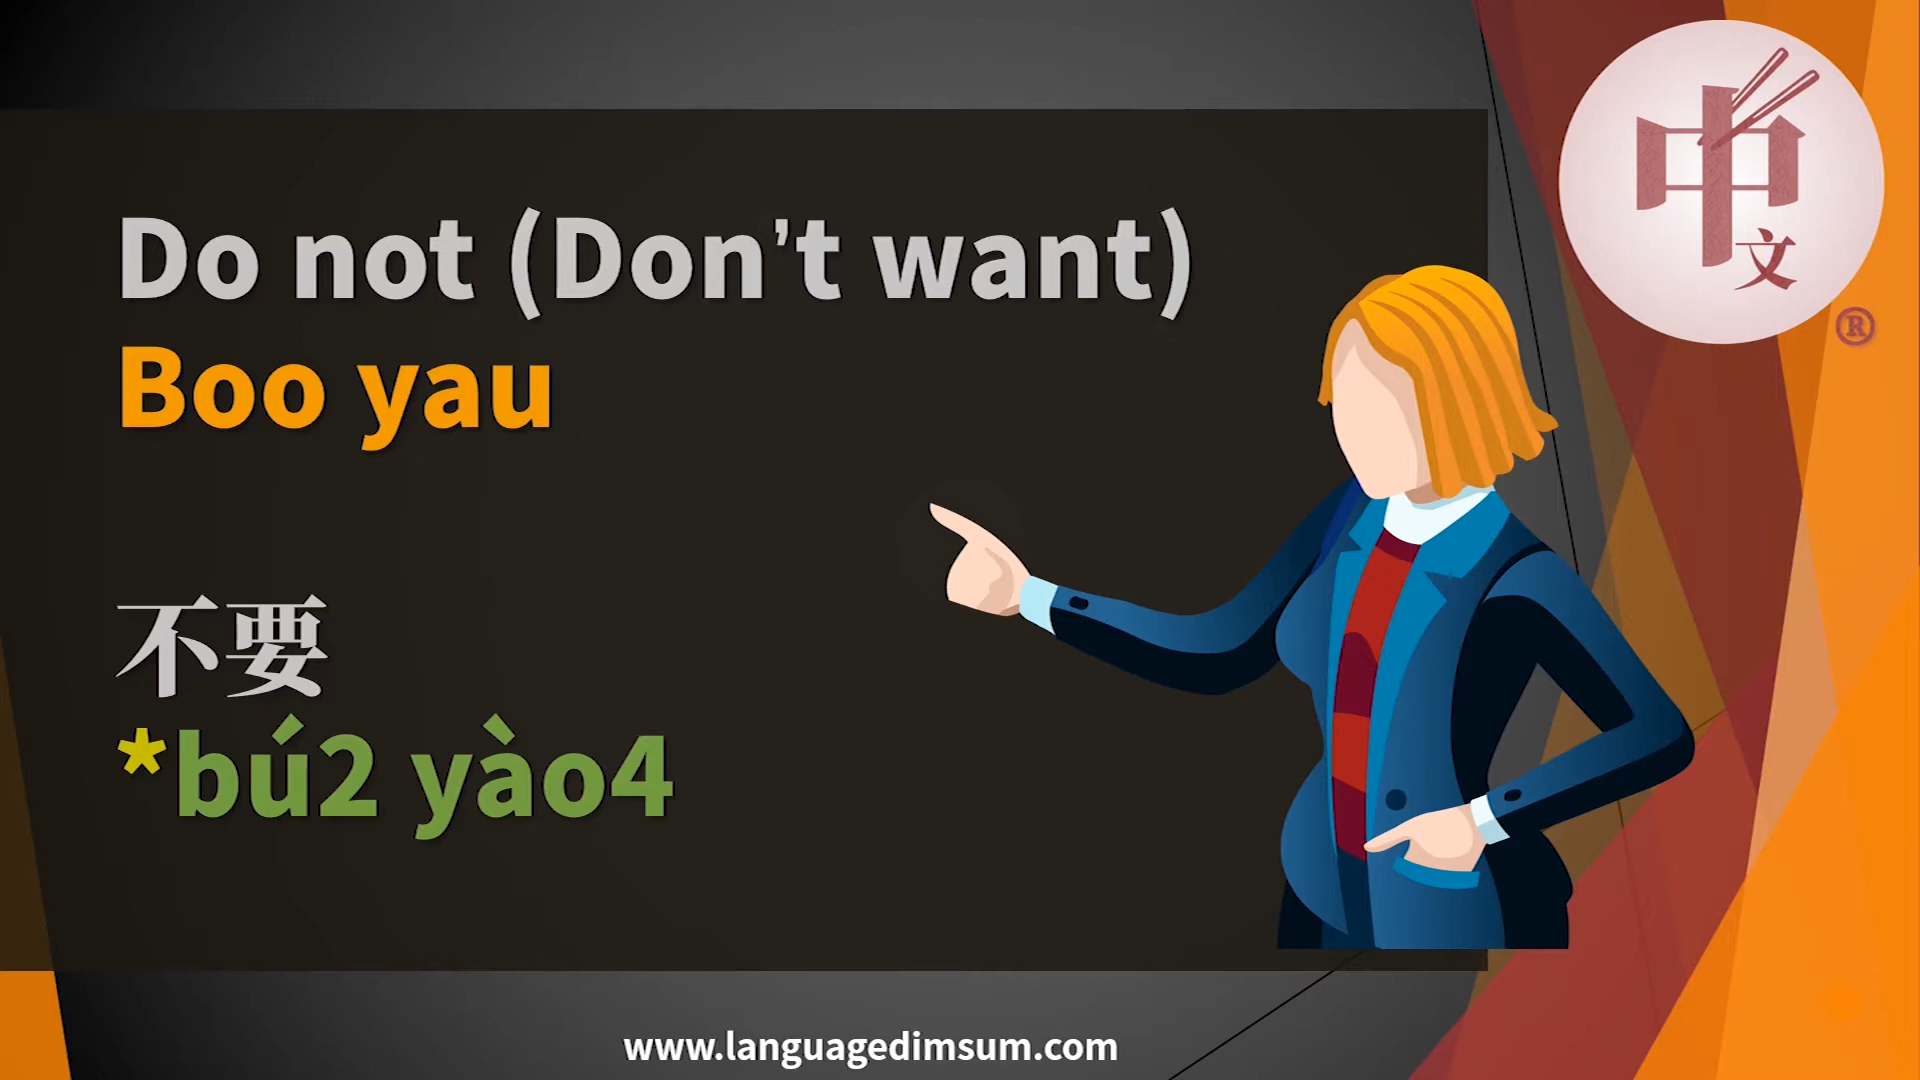 Do not (Don't want)
Boo yau
不要
*bú2 yào4
中
文
®
www.languagedimsum.com